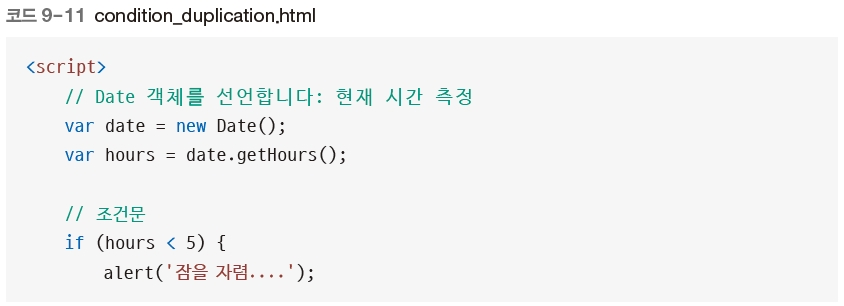 코드 9-11 condition_duplication.html
<script>
// Date 객체를 선언합니다: 현재 시간 측정
var date = new Date();
var hours = date.getHours();
// 조건문
if (hours < 5) {
alert('잠을 자렴....');